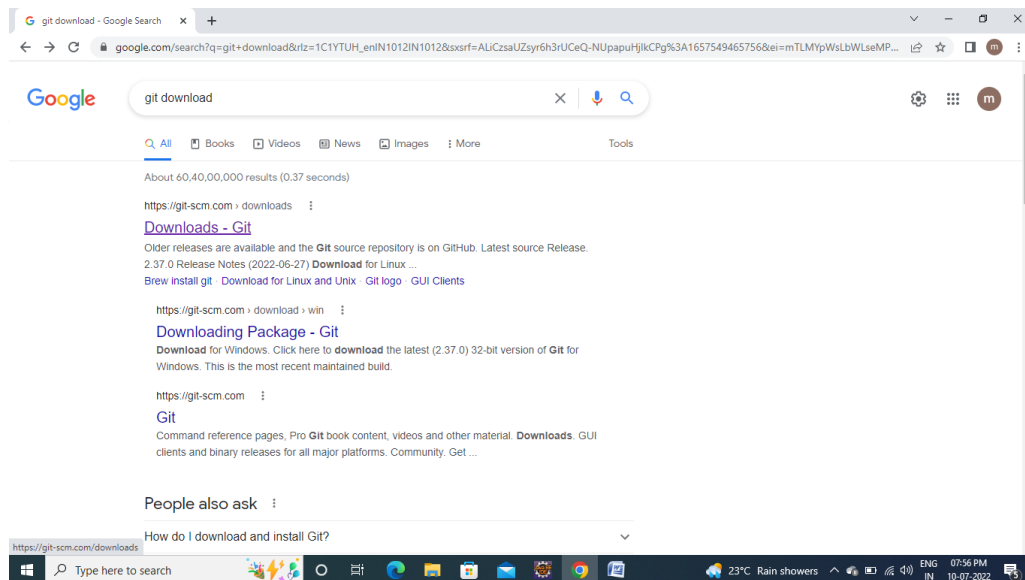 git download - Google Search
google.com/search?q=git+download&rlz=1C1YTUH_enIN1012IN1012&sxsrf=ALiCzsaUZsyr6h3rUCeQ-NUpapuHjIkCPg%3A1657549465756&ei=mTLMYpWsLbWLseMP...
m
Google
git download
m
All Books Videos News Images More Tools
About 60,40,00,000 results (0.37 seconds)
https://git-scm.com › downloads
Downloads - Git
Older releases are available and the Git source repository is on GitHub. Latest source Release.
2.37.0 Release Notes (2022-06-27) Download for Linux ...
Brew install git · Download for Linux and Unix · Git logo · GUI Clients
https://git-scm.com › download › win
Downloading Package - Git
Download for Windows. Click here to download the latest (2.37.0) 32-bit version of Git for
Windows. This is the most recent maintained build.
https://git-scm.com
Git
Command reference pages, Pro Git book content, videos and other material. Downloads. GUI
clients and binary releases for all major platforms. Community. Get ...
People also ask
How do I download and install Git?
https://git-scm.com/downloads
Type here to search
23°C Rain showers
ENG
IN
07:56 PM
10-07-2022
5